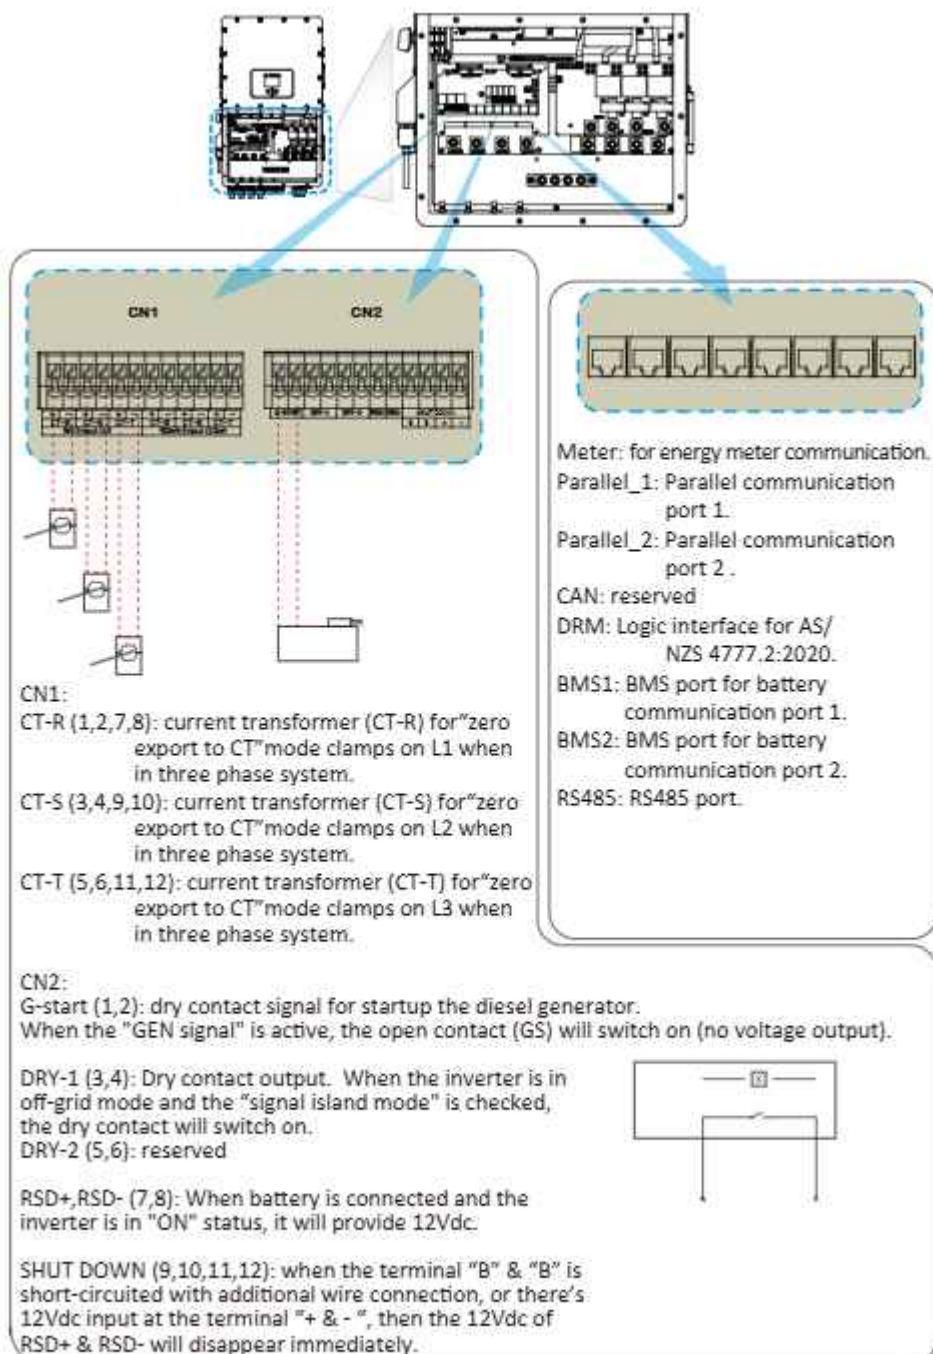 CN1
CN2
Meter: for energy meter communication.
Parallel_1: Parallel communication
port 1.
Parallel_2: Parallel communication
port 2 .
CAN: reserved
DRM: Logic interface for AS/
NZS 4777.2:2020.
BMS1: BMS port for battery
communication port 1.
BMS2: BMS port for battery
communication port 2.
RS485: RS485 port.
CN1:
CT-R (1,2,7,8): current transformer (CT-R) for"zero
export to CT"mode clamps on L1 when
in three phase system.
CT-S (3,4,9,10): current transformer (CT-S) for"zero
export to CT"mode clamps on L2 when
in three phase system.
CT-T (5,6,11,12): current transformer (CT-T) for"zero
export to CT"mode clamps on L3 when
in three phase system.
CN2:
G-start (1,2): dry contact signal for startup the diesel generator.
When the "GEN signal" is active, the open contact (GS) will switch on (no voltage output).
DRY-1 (3,4): Dry contact output. When the inverter is in
off-grid mode and the "signal island mode" is checked,
the dry contact will switch on.
DRY-2 (5,6): reserved
RSD+,RSD- (7,8): When battery is connected and the
inverter is in "ON" status, it will provide 12Vdc.
SHUT DOWN (9,10,11,12): when the terminal "B" & "B" is
short-circuited with additional wire connection, or there's
12Vdc input at the terminal "+ & - ", then the 12Vdc of
RSD+ & RSD- will disappear immediately.